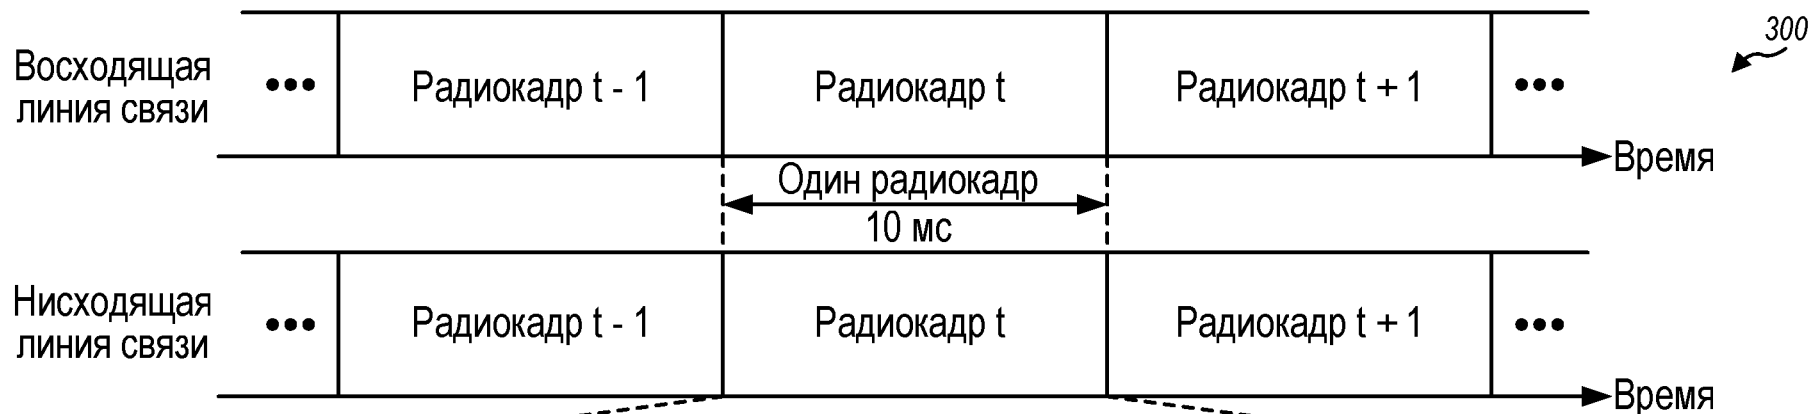 300
Восходящая
линия связи
••• Радиокадр t - 1 Радиокадр t Радиокадр t + 1 •••
Время
Один радиокадр
10 мс
Нисходящая
линия связи
••• Радиокадр t - 1 Радиокадр t Радиокадр t + 1 •••
Время